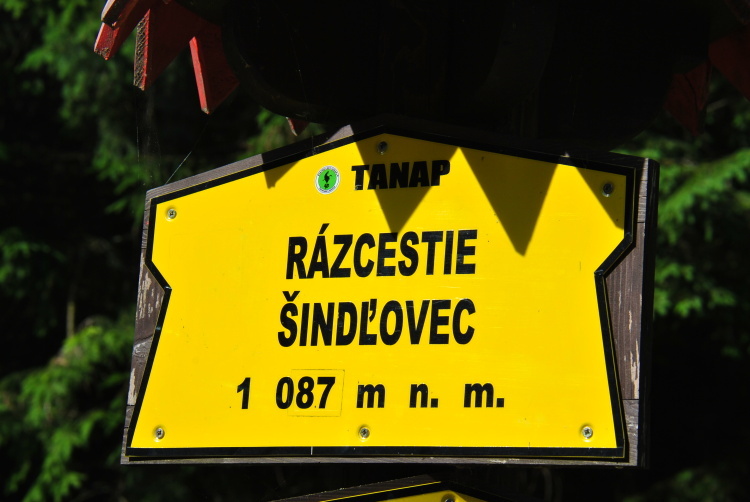 TANAP
RÁZCESTIE
ŠINDĽOVEC
1 087 m n. m.